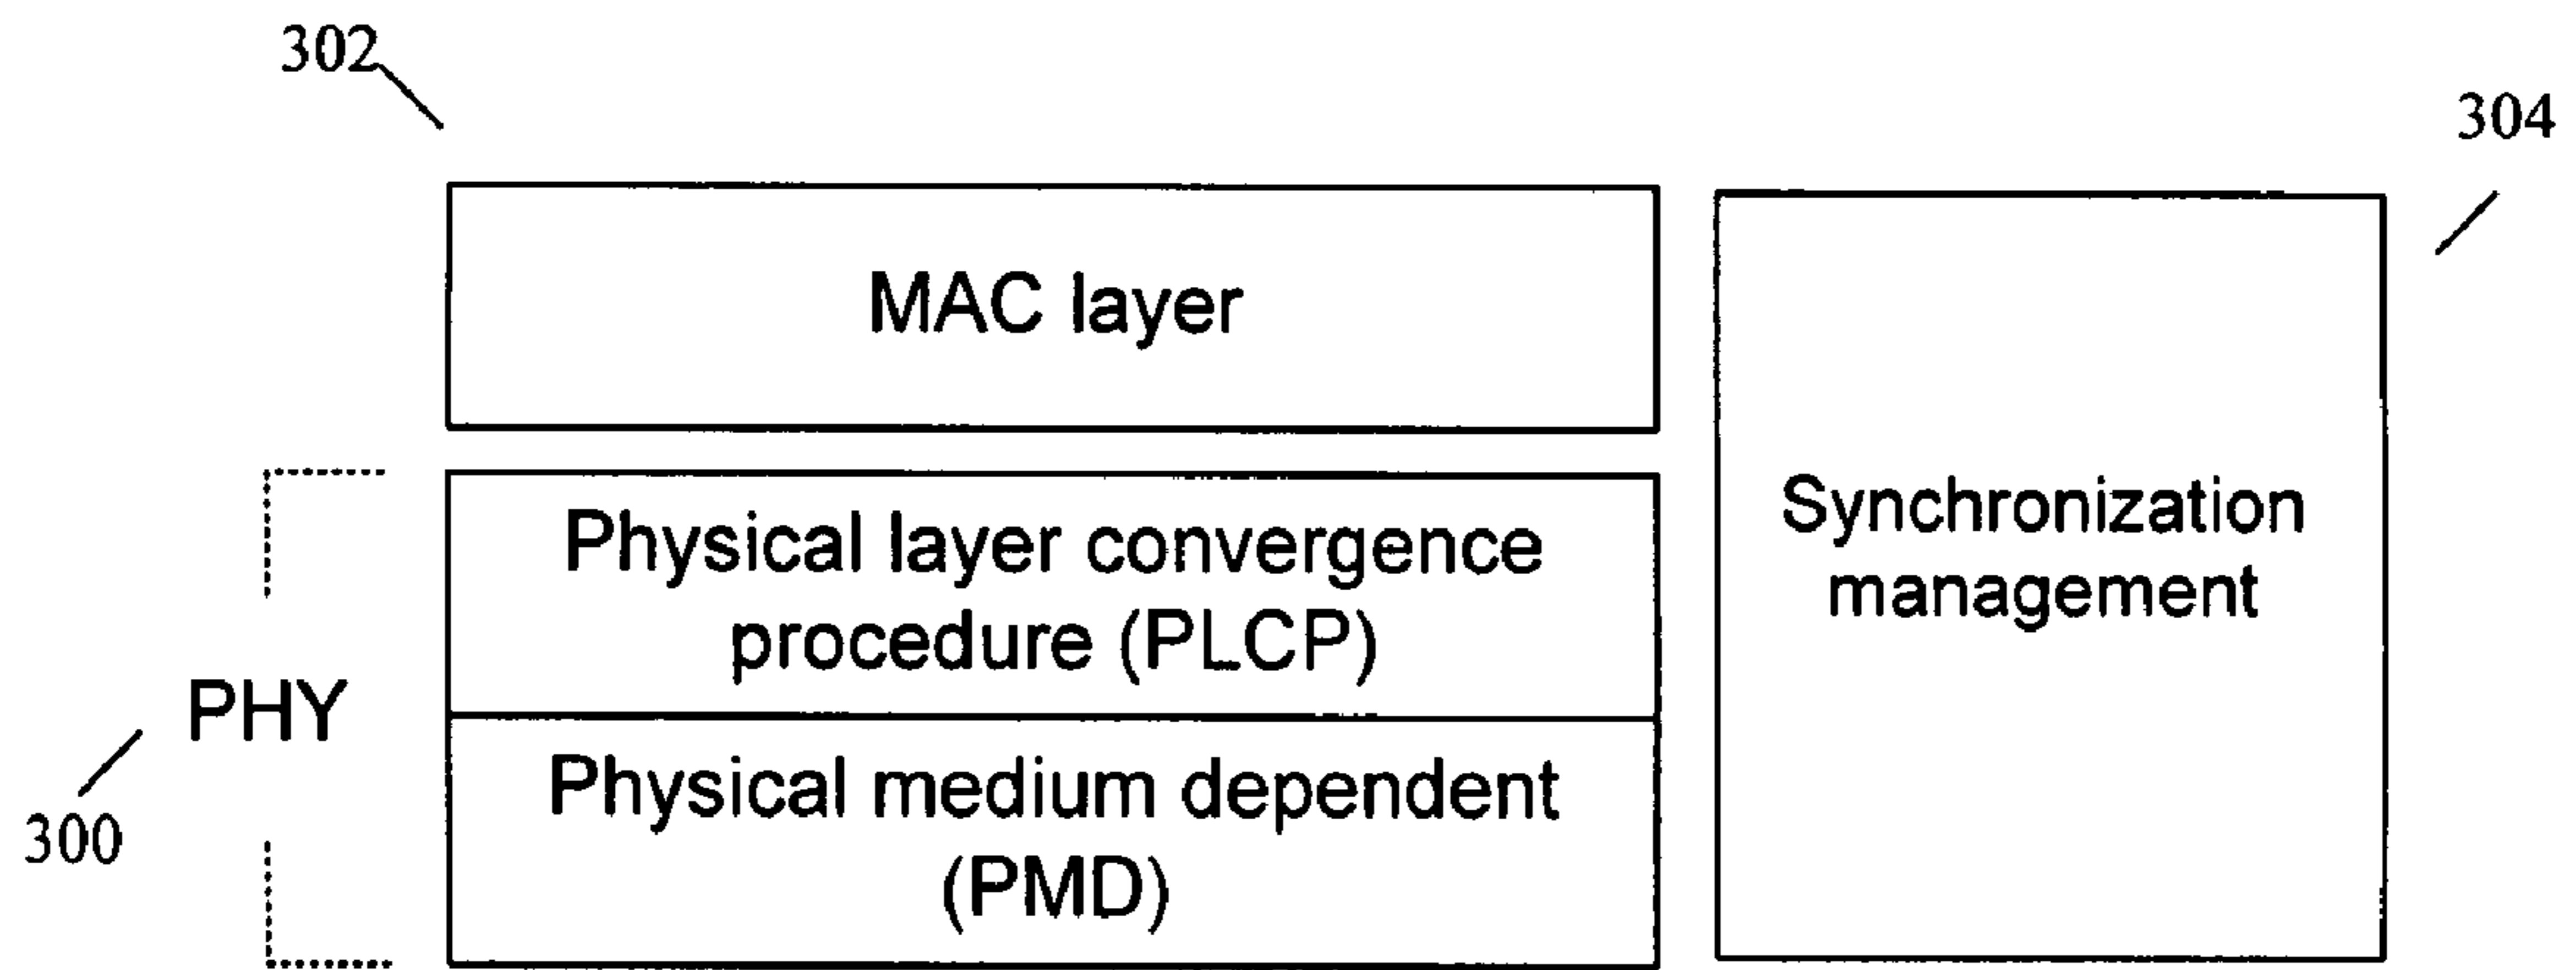 302
304
MAC layer
Physical layer convergence
procedure (PLCP)
Synchronization
management
PHY
300
Physical medium dependent
(PMD)